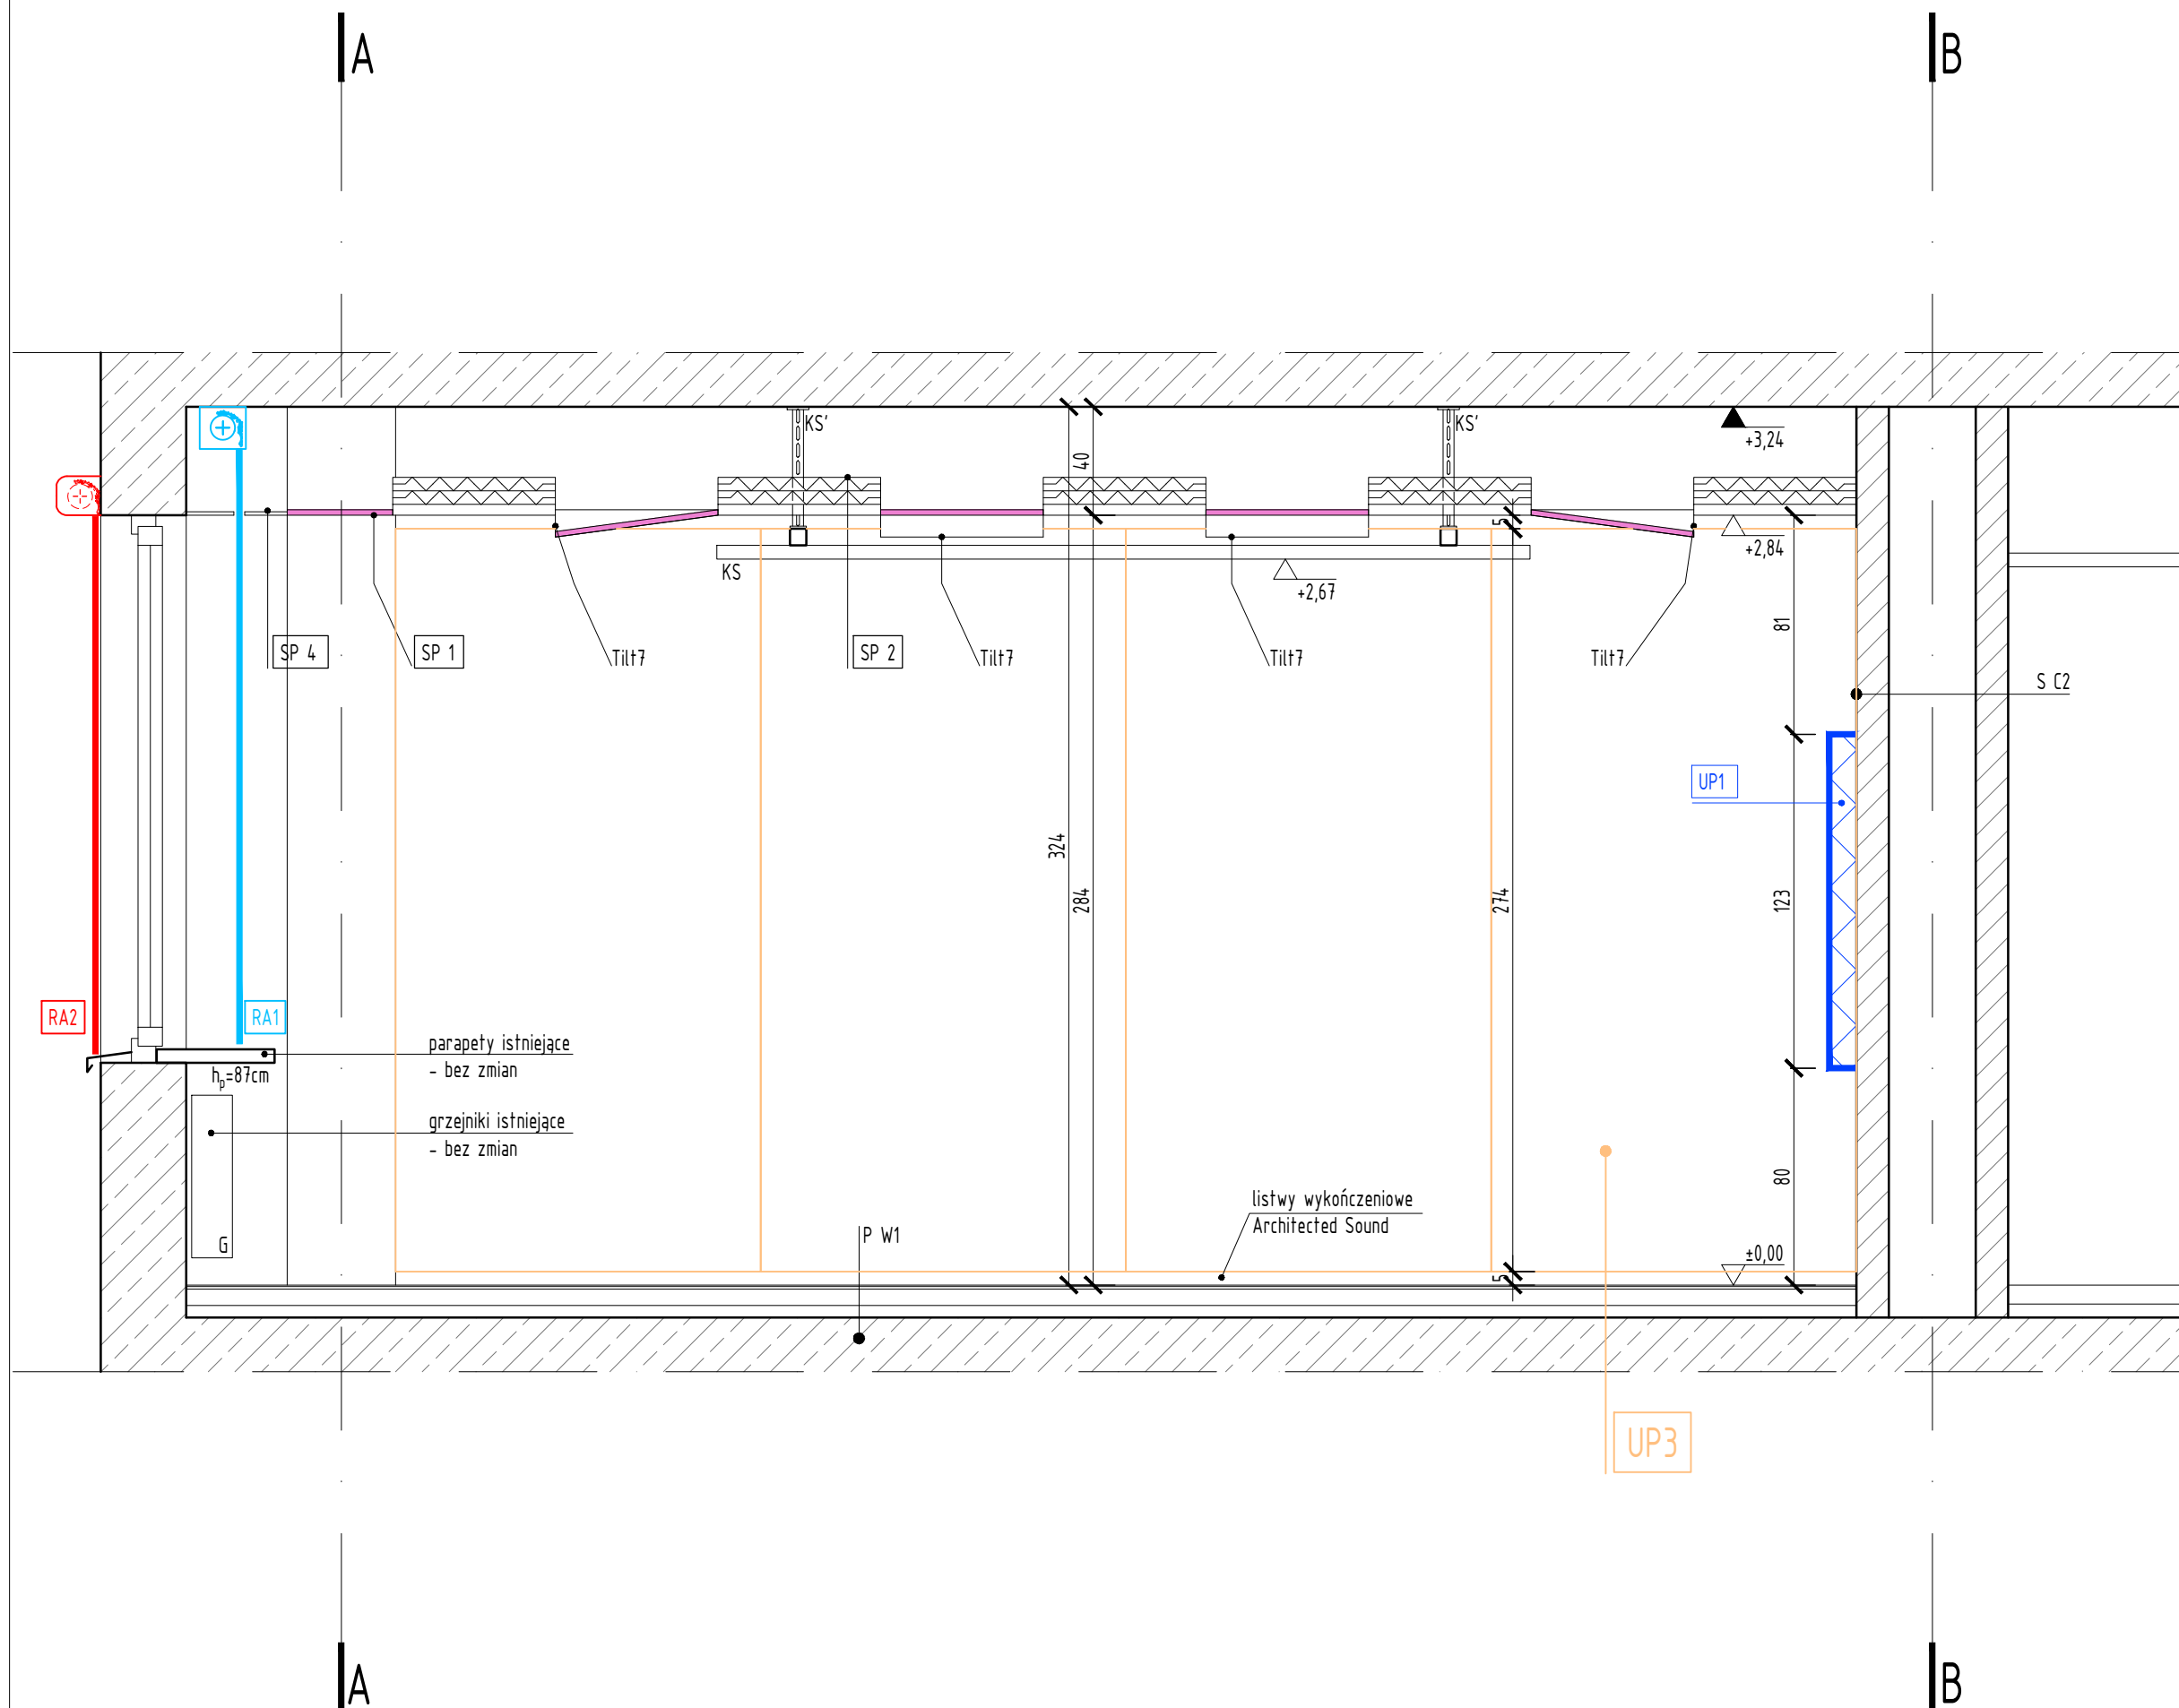 A
B
KS'
KS'
+3,24
40
5
+2,84
KS
+2,67
81
SP 4
SP 1
Tilt7
SP 2
Tilt7
Tilt7
Tilt7
S C2
UP1
324
284
274
123
RA2
RA1
parapety istniejące
- bez zmian
hp=87cm
grzejniki istniejące
- bez zmian
80
listwy wykończeniowe
Architected Sound
P W1
G
±0,00
5
UP3
A
B